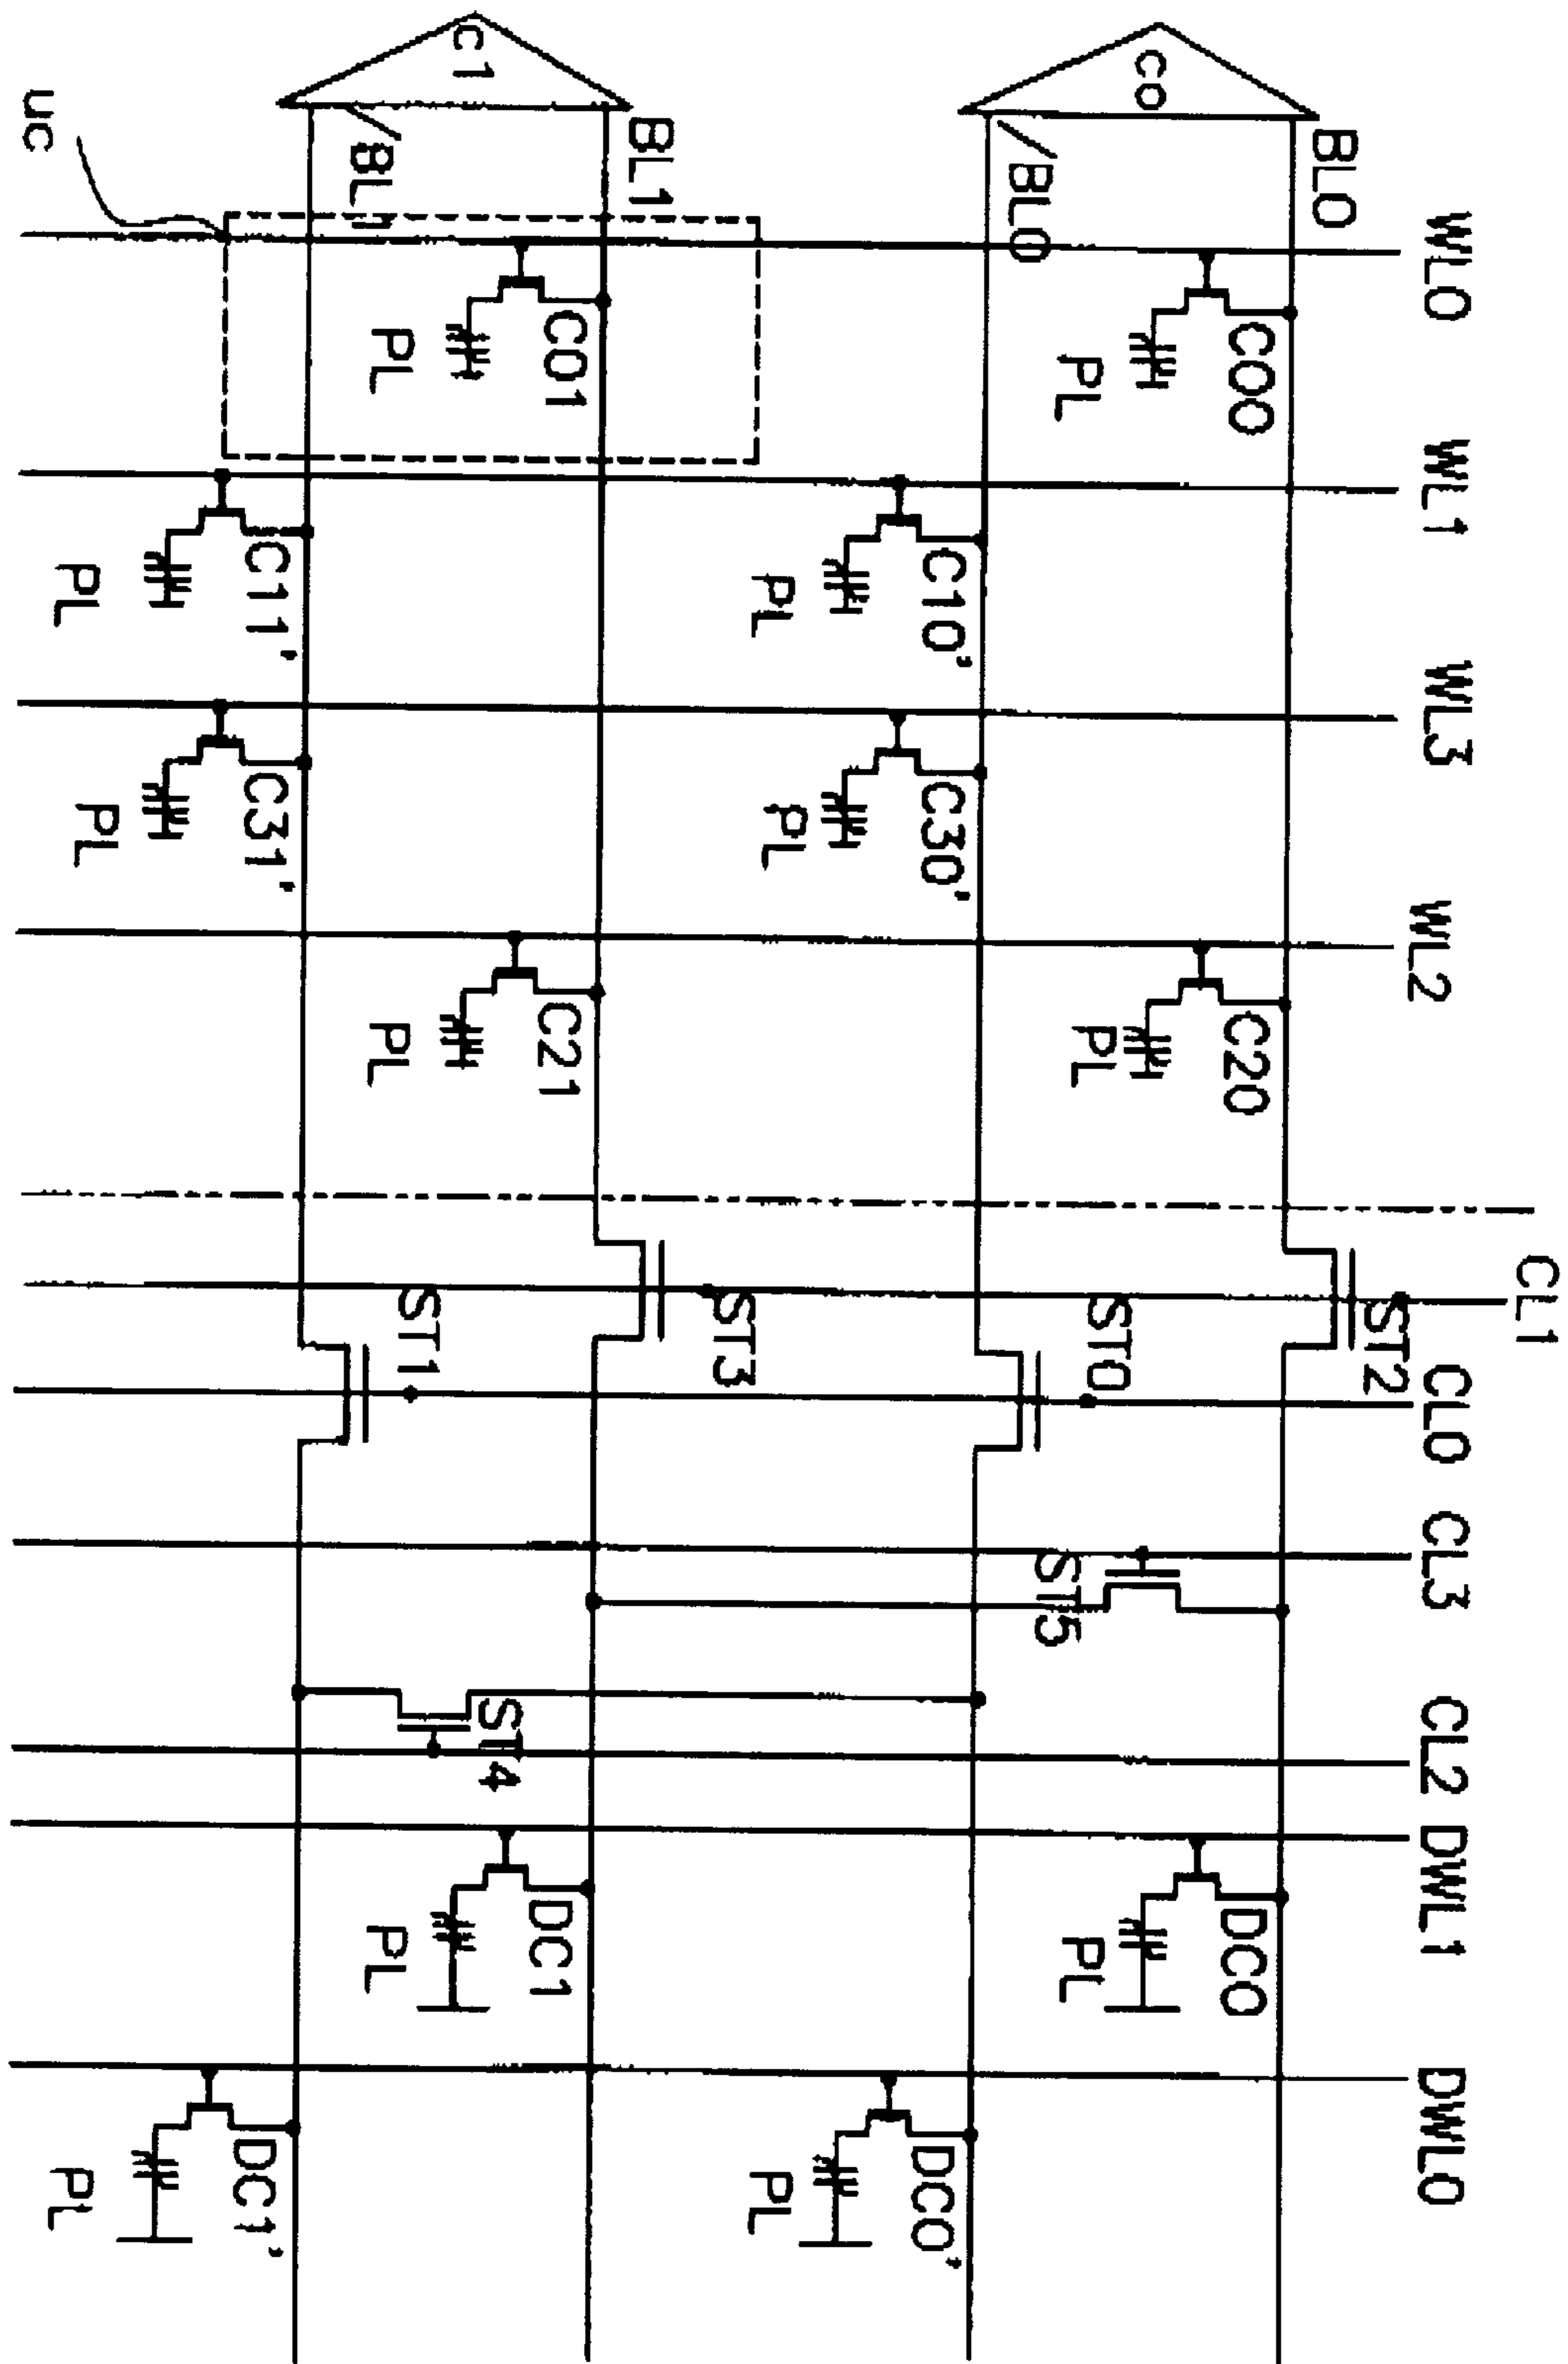 WL0
WL1
WL3
WL2
CL1
CL0
CL3
CL2
DWL1
DWL0
c0
BL0
/BL0
C00
PL
C20
PL
ST2
DC0
PL
C10'
PL
C30'
PL
ST0
ST5
DC0'
PL
c1
BL1
/BL1
C01
PL
C21
PL
ST3
ST4
DC1
PL
uc
C11'
PL
C31'
PL
ST1
DC1'
PL